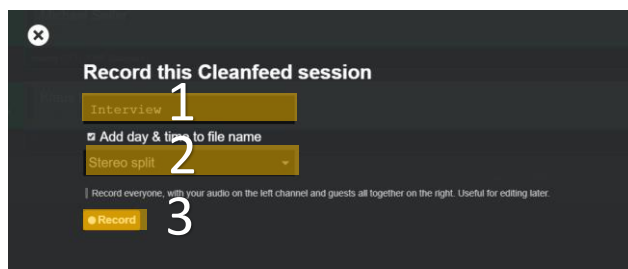 Record this Cleanfeed session
Interview 1
Add day & time to file name
Stereo split 2
Record everyone, with your audio on the left channel and guests all together on the right. Useful for editing later.
Record 3